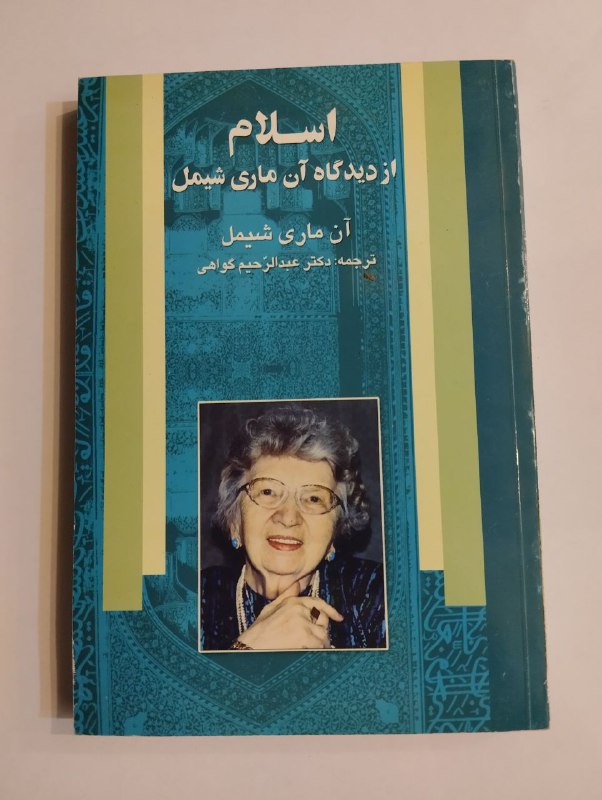 اسلام
از دیدگاه آن ماری شیمل
آن ماری شیمل
ترجمه: دکتر عبدالرّحیم گواهی